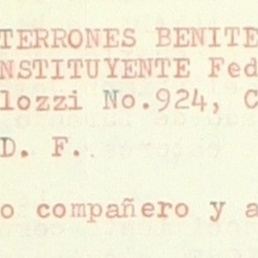 TERRONES BENITE
NSTITUYENTE Fed
lozzi No.924, C
D. F.
o compañero y a